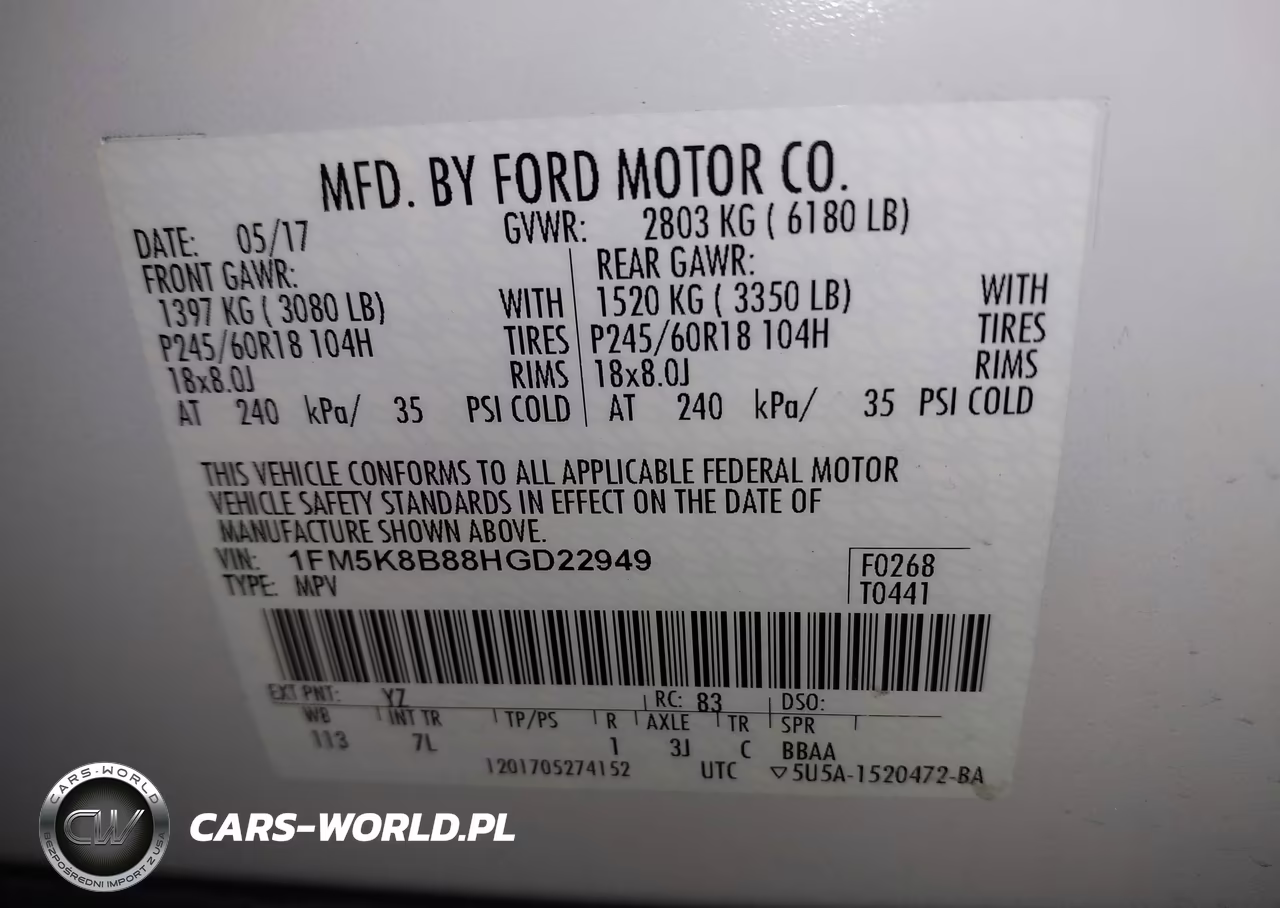 MFD. BY FORD MOTOR CO.
DATE: 05/17 GVWR: 2803 KG ( 6180 LB)
FRONT GAWR: REAR GAWR:
1397 KG ( 3080 LB) WITH 1520 KG ( 3350 LB) WITH
P245/60R18 104H TIRES P245/60R18 104H TIRES
18x8.0J RIMS 18x8.0J RIMS
AT 240 kPa/ 35 PSI COLD AT 240 kPa/ 35 PSI COLD
THIS VEHICLE CONFORMS TO ALL APPLICABLE FEDERAL MOTOR
VEHICLE SAFETY STANDARDS IN EFFECT ON THE DATE OF
MANUFACTURE SHOWN ABOVE.
VIN: 1FM5K8B88HGD22949 F0268
TYPE: MPV T0441
EXT PNT: YZ RC: 83 DSO:
WB INT TR TP/PS R AXLE TR SPR
113 7L 1 3J C BBAA
1201705274152 UTC ▽5U5A-1520472-BA
CARS-WORLD
CW
BEZPOŚREDNI IMPORT Z USA
CARS-WORLD.PL